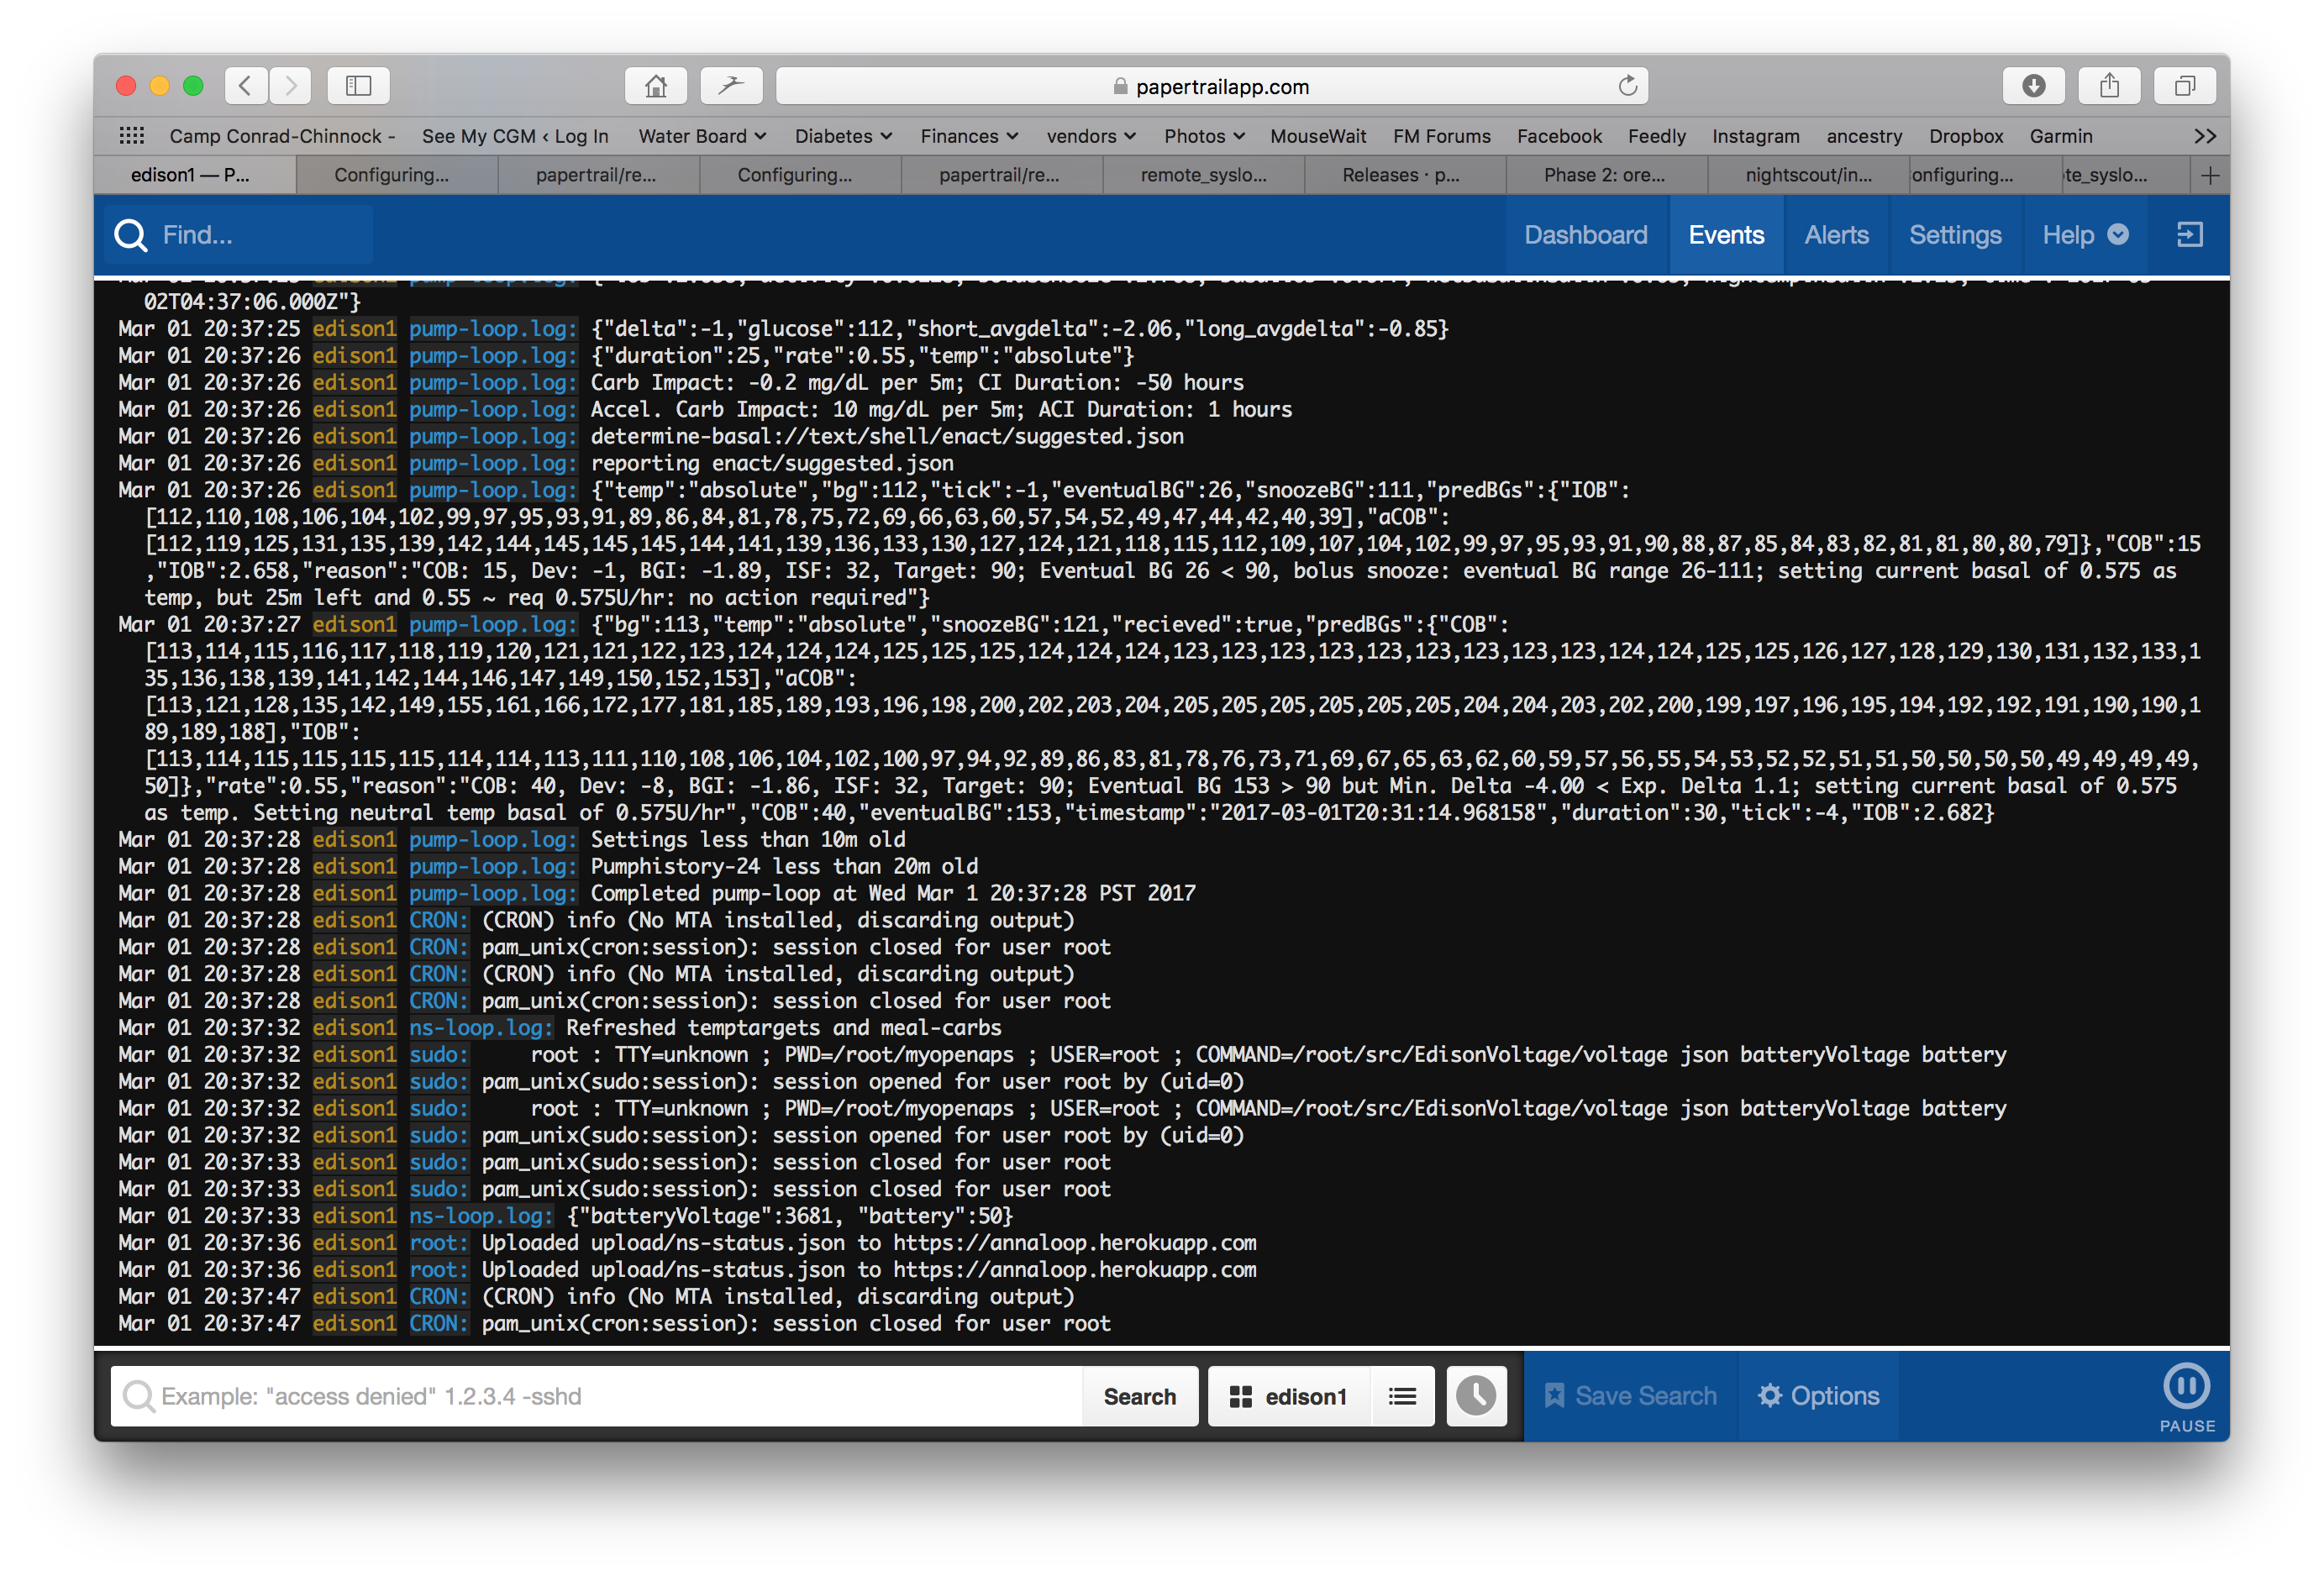 papertrailapp.com
Camp Conrad-Chinnock - See My CGM ‹ Log In Water Board Diabetes Finances vendors Photos MouseWait FM Forums Facebook Feedly Instagram ancestry Dropbox Garmin
edison1 — P... Configuring... papertrail/re... Configuring... papertrail/re... remote_syslo... Releases · p... Phase 2: ore... nightscout/in... onfiguring... te_syslo...
Find... Dashboard Events Alerts Settings Help
02T04:37:06.000Z"}
Mar 01 20:37:25 edison1 pump-loop.log: {"delta":-1,"glucose":112,"short_avgdelta":-2.06,"long_avgdelta":-0.85}
Mar 01 20:37:26 edison1 pump-loop.log: {"duration":25,"rate":0.55,"temp":"absolute"}
Mar 01 20:37:26 edison1 pump-loop.log: Carb Impact: -0.2 mg/dL per 5m; CI Duration: -50 hours
Mar 01 20:37:26 edison1 pump-loop.log: Accel. Carb Impact: 10 mg/dL per 5m; ACI Duration: 1 hours
Mar 01 20:37:26 edison1 pump-loop.log: determine-basal://text/shell/enact/suggested.json
Mar 01 20:37:26 edison1 pump-loop.log: reporting enact/suggested.json
Mar 01 20:37:26 edison1 pump-loop.log: {"temp":"absolute","bg":112,"tick":-1,"eventualBG":26,"snoozeBG":111,"predBGs":{"IOB":
[112,110,108,106,104,102,99,97,95,93,91,89,86,84,81,78,75,72,69,66,63,60,57,54,52,49,47,44,42,40,39],"aCOB":
[112,119,125,131,135,139,142,144,145,145,145,144,141,139,136,133,130,127,124,121,118,115,112,109,107,104,102,99,97,95,93,91,90,88,87,85,84,83,82,81,81,80,80,79]},"COB":15
,"IOB":2.658,"reason":"COB: 15, Dev: -1, BGI: -1.89, ISF: 32, Target: 90; Eventual BG 26 < 90, bolus snooze: eventual BG range 26-111; setting current basal of 0.575 as
temp, but 25m left and 0.55 ~ req 0.575U/hr: no action required"}
Mar 01 20:37:27 edison1 pump-loop.log: {"bg":113,"temp":"absolute","snoozeBG":121,"recieved":true,"predBGs":{"COB":
[113,114,115,116,117,118,119,120,121,121,122,123,124,124,124,125,125,125,124,124,124,123,123,123,123,123,123,123,123,123,123,124,124,125,125,126,127,128,129,130,131,132,133,1
35,136,138,139,141,142,144,146,147,149,150,152,153],"aCOB":
[113,121,128,135,142,149,155,161,166,172,177,181,185,189,193,196,198,200,202,203,204,205,205,205,205,205,205,204,204,203,202,200,199,197,196,195,194,192,192,191,190,190,1
89,189,188],"IOB":
[113,114,115,115,115,115,114,114,113,111,110,108,106,104,102,100,97,94,92,89,86,83,81,78,76,73,71,69,67,65,63,62,60,59,57,56,55,54,53,52,52,51,51,50,50,50,50,49,49,49,49,
50]},"rate":0.55,"reason":"COB: 40, Dev: -8, BGI: -1.86, ISF: 32, Target: 90; Eventual BG 153 > 90 but Min. Delta -4.00 < Exp. Delta 1.1; setting current basal of 0.575
as temp. Setting neutral temp basal of 0.575U/hr","COB":40,"eventualBG":153,"timestamp":"2017-03-01T20:31:14.968158","duration":30,"tick":-4,"IOB":2.682}
Mar 01 20:37:28 edison1 pump-loop.log: Settings less than 10m old
Mar 01 20:37:28 edison1 pump-loop.log: Pumphistory-24 less than 20m old
Mar 01 20:37:28 edison1 pump-loop.log: Completed pump-loop at Wed Mar 1 20:37:28 PST 2017
Mar 01 20:37:28 edison1 CRON: (CRON) info (No MTA installed, discarding output)
Mar 01 20:37:28 edison1 CRON: pam_unix(cron:session): session closed for user root
Mar 01 20:37:28 edison1 CRON: (CRON) info (No MTA installed, discarding output)
Mar 01 20:37:28 edison1 CRON: pam_unix(cron:session): session closed for user root
Mar 01 20:37:32 edison1 ns-loop.log: Refreshed temptargets and meal-carbs
Mar 01 20:37:32 edison1 sudo: root : TTY=unknown ; PWD=/root/myopenaps ; USER=root ; COMMAND=/root/src/EdisonVoltage/voltage json batteryVoltage battery
Mar 01 20:37:32 edison1 sudo: pam_unix(sudo:session): session opened for user root by (uid=0)
Mar 01 20:37:32 edison1 sudo: root : TTY=unknown ; PWD=/root/myopenaps ; USER=root ; COMMAND=/root/src/EdisonVoltage/voltage json batteryVoltage battery
Mar 01 20:37:32 edison1 sudo: pam_unix(sudo:session): session opened for user root by (uid=0)
Mar 01 20:37:33 edison1 sudo: pam_unix(sudo:session): session closed for user root
Mar 01 20:37:33 edison1 sudo: pam_unix(sudo:session): session closed for user root
Mar 01 20:37:33 edison1 ns-loop.log: {"batteryVoltage":3681, "battery":50}
Mar 01 20:37:36 edison1 root: Uploaded upload/ns-status.json to https://annaloop.herokuapp.com
Mar 01 20:37:36 edison1 root: Uploaded upload/ns-status.json to https://annaloop.herokuapp.com
Mar 01 20:37:47 edison1 CRON: (CRON) info (No MTA installed, discarding output)
Mar 01 20:37:47 edison1 CRON: pam_unix(cron:session): session closed for user root
Example: "access denied" 1.2.3.4 -sshd Search edison1 Save Search Options PAUSE